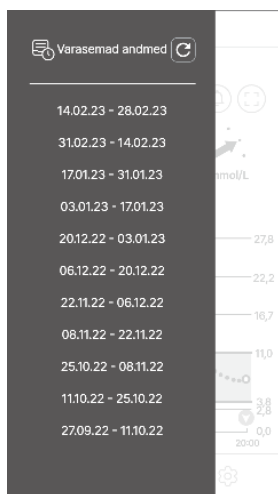 Varasemad andmed
14.02.23 - 28.02.23
31.02.23 - 14.02.23
17.01.23 - 31.01.23
03.01.23 - 17.01.23
20.12.22 - 03.01.23
06.12.22 - 20.12.22
22.11.22 - 06.12.22
08.11.22 - 22.11.22
25.10.22 - 08.11.22
11.10.22 - 25.10.22
27.09.22 - 11.10.22
mmol/L
27,8
22,2
16,7
11,0
3,8
2,8
0,0
20:00